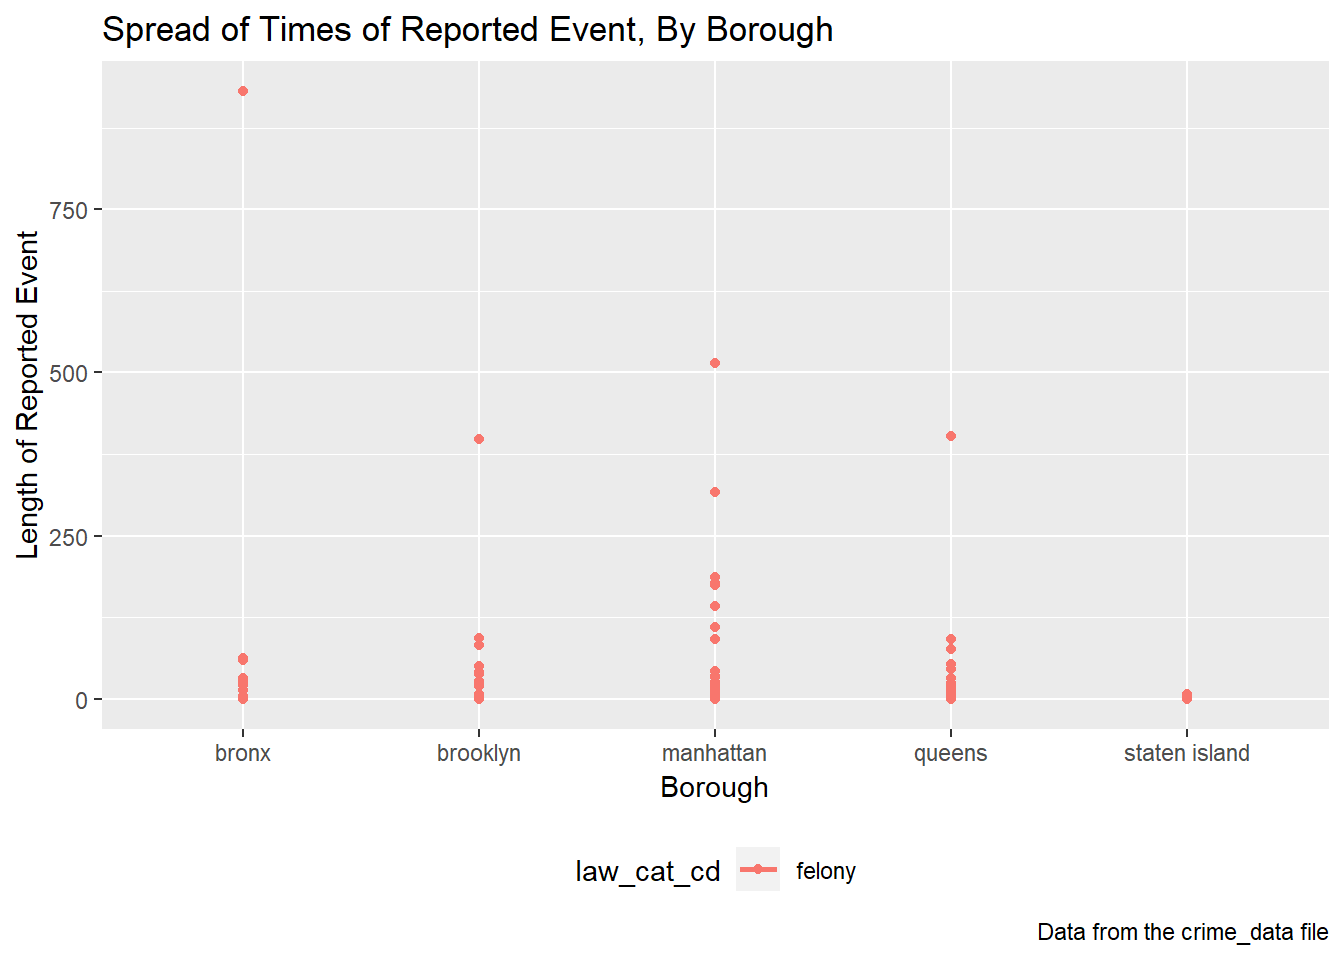 Spread of Times of Reported Event, By Borough
Length of Reported Event
750
500
250
0
bronx
brooklyn
manhattan
queens
staten island
Borough
law_cat_cd
felony
Data from the crime_data file